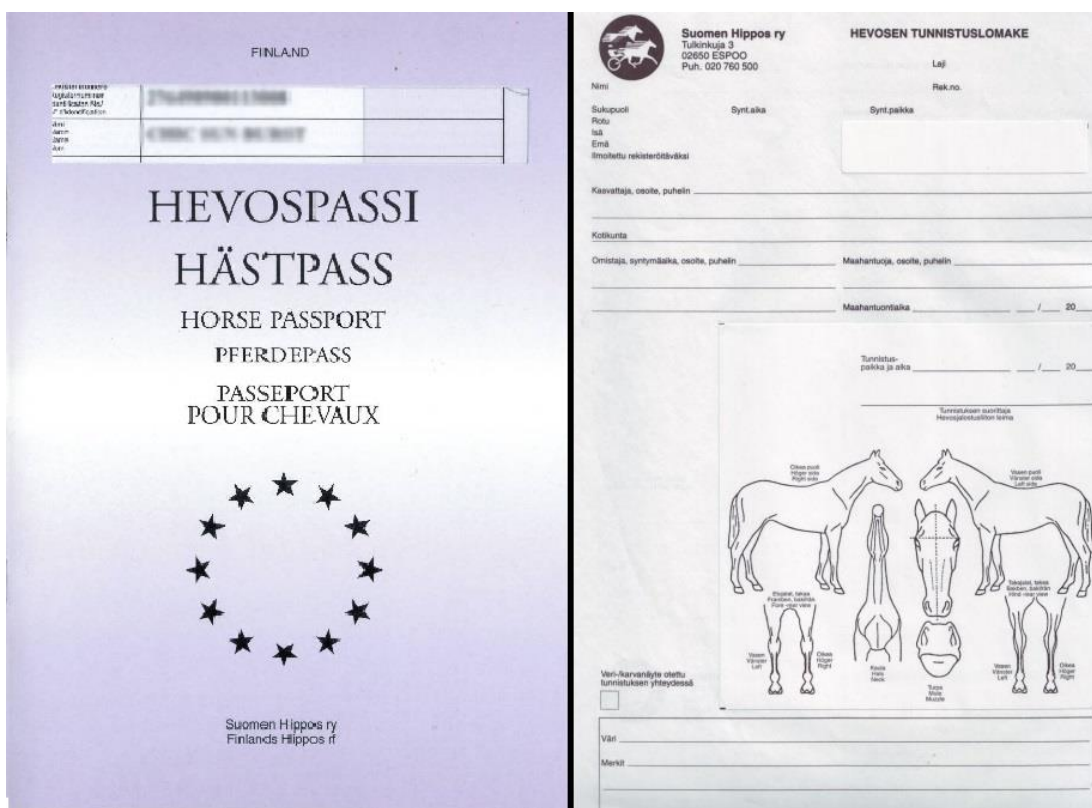 FINLAND
HEVOSPASSI
HÄSTPASS
HORSE PASSPORT
PFERDEPASS
PASSEPORT
POUR CHEVAUX
Suomen Hippos ry
Finlands Hippos rf
Suomen Hippos ry
Tulkinkuja 3
02650 ESPOO
Puh. 020 760 500
HEVOSEN TUNNISTUSLOMAKE
Laji
Nimi
Rek.no.
Sukupuoli Synt.aika Synt.paikka
Rotu
Isä
Emä
Ilmoitettu rekisteröitäväksi
Kasvattaja, osoite, puhelin
Kotikunta
Omistaja, syntymäaika, osoite, puhelin
Maahantuoja, osoite, puhelin
Maahantuontiaika / 20
Tunnistus-
paikka ja aika / 20
Tunnistuksen suorittaja
Hevosjalostusliiton leima
Oikea puoli
Höger sida
Right side
Vasen puoli
Vänster sida
Left side
Etujalat, takaa
Framben, bakifrån
Fore -rear view
Takajalat, takaa
Bakben, bakifrån
Hind -rear view
Vasen
Vänster
Left
Oikea
Höger
Right
Kaula
Hals
Neck
Turpa
Mule
Muzzle
Vasen
Vänster
Left
Oikea
Höger
Right
Veri-/karvanäyte otettu
tunnistuksen yhteydessä
Väri
Merkit